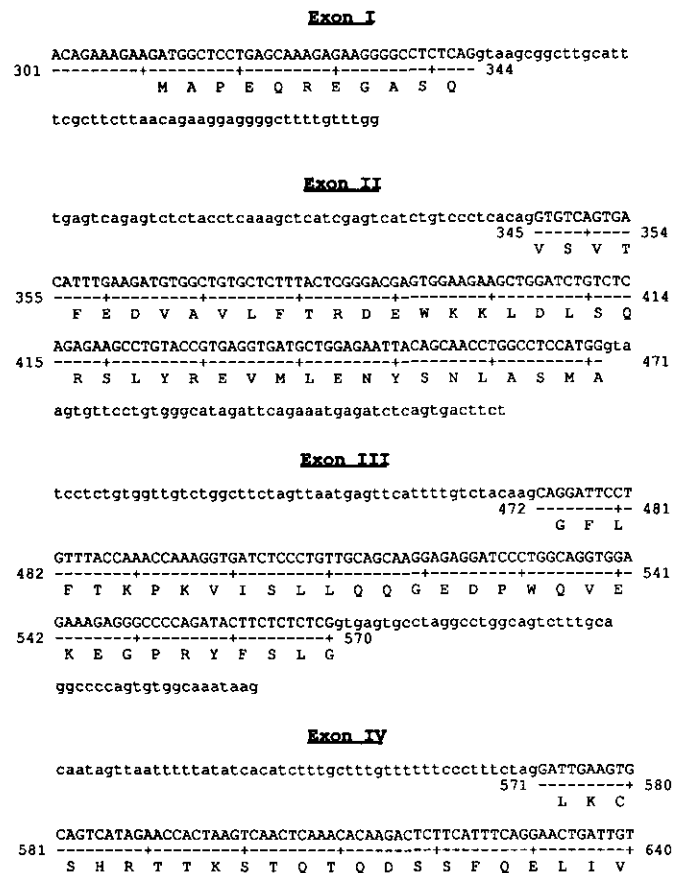 Exon I
ACAGAAAGAAGATGGCTCCTGAGCAAAGAGAAGGGGCCTCTCAGgtaagcggcttgcatt
301 ---------+---------+---------+---------+---- 344
M A P E Q R E G A S Q
tcgcttcttaacagaaggaggggcttttgtttgg
Exon II
tgagtcagagtctctacctcaaagctcatcgagtcatctgtccctcacagGTGTCAGTGA
345 -----+---- 354
V S V T
CATTTGAAGATGTGGCTGTGCTCTTTACTCGGGACGAGTGGAAGAAGCTGGATCTGTCTC
355 ---------+---------+---------+---------+---------+---------+ 414
F E D V A V L F T R D E W K K L D L S Q
AGAGAAGCCTGTACCGTGAGGTGATGCTGGAGAATTACAGCAACCTGGCCTCCATGGgta
415 ---------+---------+---------+---------+---------+------- 471
R S L Y R E V M L E N Y S N L A S M A
agtgttcctgtgggcatagattcagaaatgagatctcagtgacttct
Exon III
tcctctgtggttgtctggcttctagttaatgagttcattttgtctacaagCAGGATTCCT
472 --------+- 481
G F L
GTTTACCAAACCAAAGGTGATCTCCCTGTTGCAGCAAGGAGAGGATCCCTGGCAGGTGGA
482 --------+---------+---------+---------+---------+---------+- 541
F T K P K V I S L L Q Q G E D P W Q V E
GAAAGAGGGCCCCAGATACTTCTCTCTCGgtgagtgcctaggcctggcagtctttgca
542 --------+---------+---------+ 570
K E G P R Y F S L G
ggccccagtgtggcaaataag
Exon IV
caatagttaatttttatatcacatctttgctttgttttttccctttctagGATTGAAGTG
571 ---------+ 580
L K C
CAGTCATAGAACCACTAAGTCAACTCAAACACAAGACTCTTCATTTCAGGAACTGATTGT
581 ---------+---------+---------+---------+---------+---------+ 640
S H R T T K S T Q T Q D S S F Q E L I V